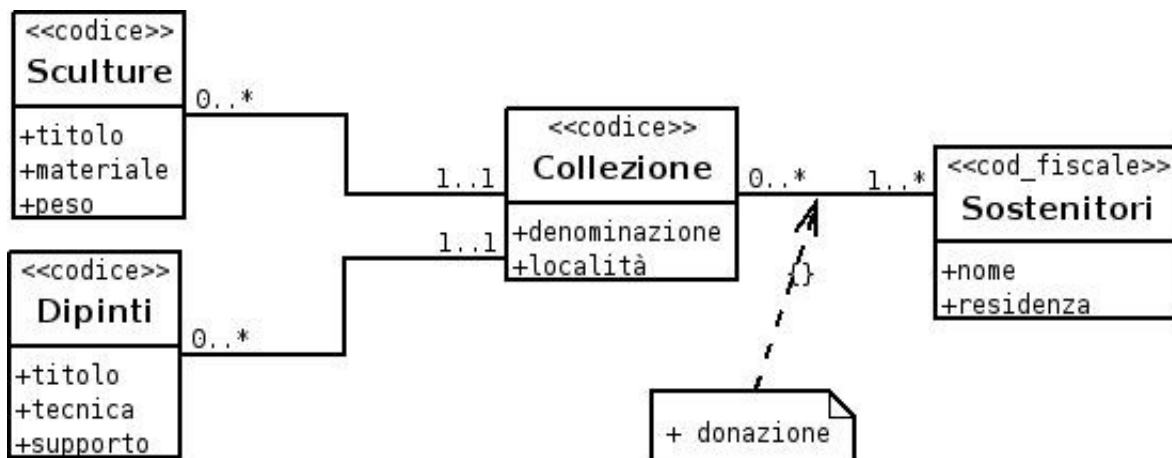 <<codice>>
Sculture
+titolo
+materiale
+peso
0..*
1..1
<<codice>>
Dipinti
+titolo
+tecnica
+supporto
0..*
1..1
<<codice>>
Collezione
+denominazione
+località
0..*
1..*
{}
+ donazione
<<cod_fiscale>>
Sostenitori
+nome
+residenza